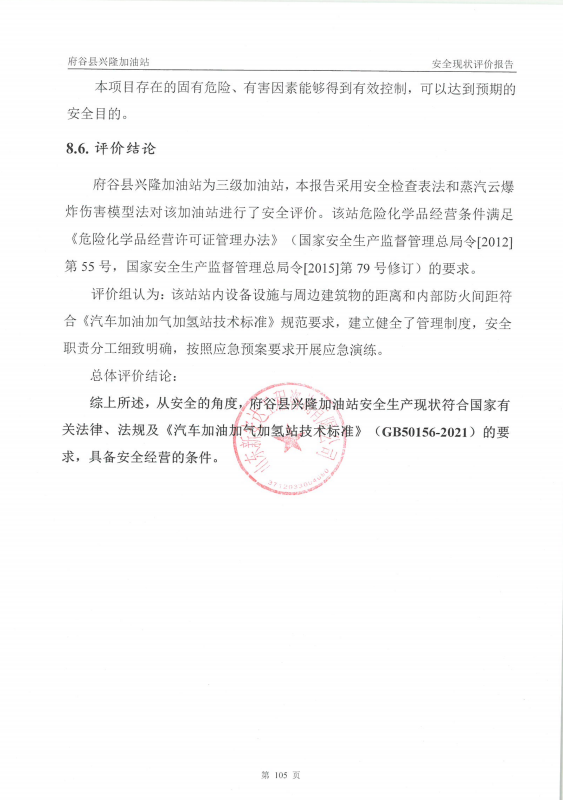 府谷县兴隆加油站 安全现状评价报告
本项目存在的固有危险、有害因素能够得到有效控制，可以达到预期的
安全目的。
8.6. 评价结论
府谷县兴隆加油站为三级加油站，本报告采用安全检查表法和蒸汽云爆
炸伤害模型法对该加油站进行了安全评价。该站危险化学品经营条件满足
《危险化学品经营许可证管理办法》（国家安全生产监督管理总局令[2012]
第 55 号，国家安全生产监督管理总局令[2015]第 79 号修订）的要求。
评价组认为：该站站内设备设施与周边建筑物的距离和内部防火间距符
合《汽车加油加气加氢站技术标准》规范要求，建立健全了管理制度，安全
职责分工细致明确，按照应急预案要求开展应急演练。
总体评价结论：
综上所述，从安全的角度，府谷县兴隆加油站安全生产现状符合国家有
关法律、法规及《汽车加油加气加氢站技术标准》（GB50156-2021）的要
求，具备安全经营的条件。
第 105 页